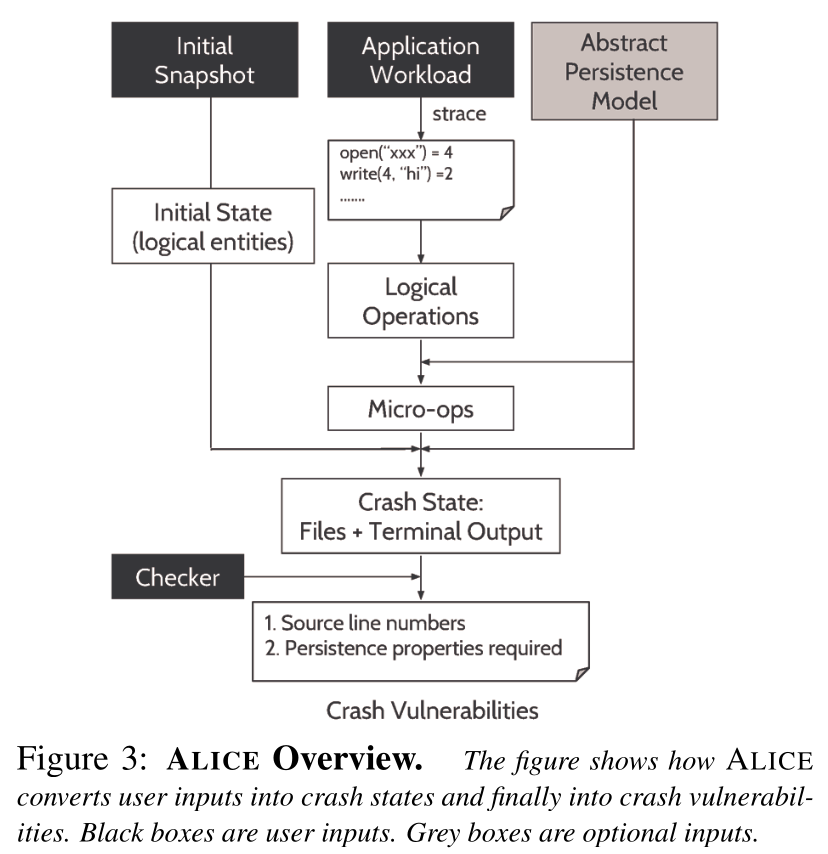 Initial
Snapshot
Application
Workload
Abstract
Persistence
Model
strace
open("xxx") = 4
write(4, "hi") =2
.......
Initial State
(logical entities)
Logical
Operations
Micro-ops
Crash State:
Files + Terminal Output
Checker
1. Source line numbers
2. Persistence properties required
Crash Vulnerabilities
Figure 3: ALICE Overview. The figure shows how ALICE
converts user inputs into crash states and finally into crash vulnerabil-
ities. Black boxes are user inputs. Grey boxes are optional inputs.